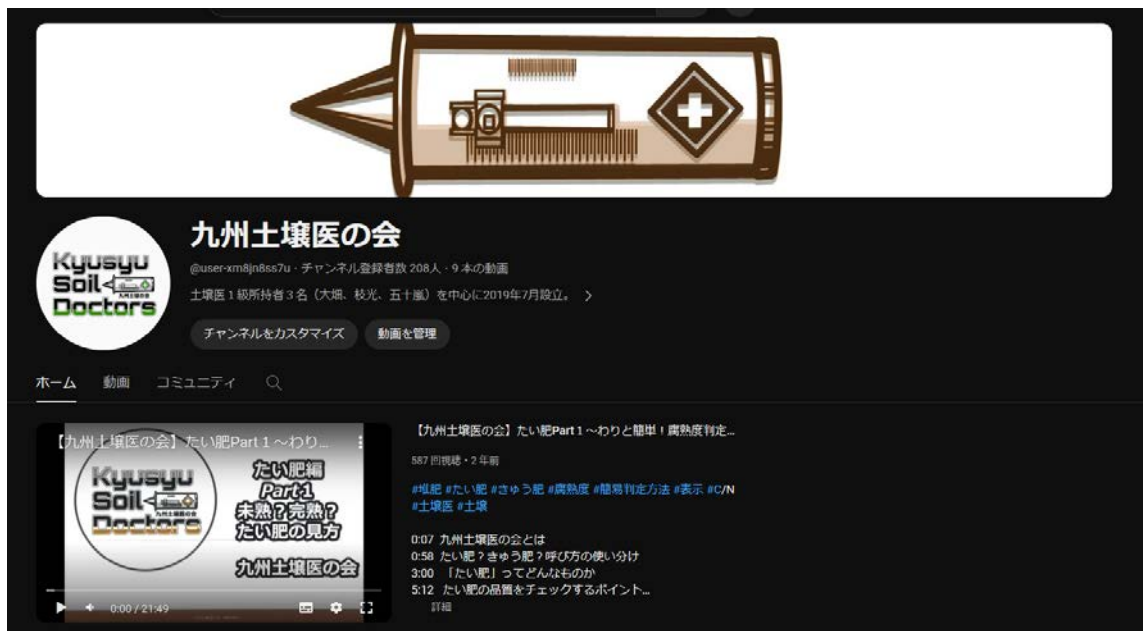 九州土壌医の会
@user-xm8jn8ss7u・チャンネル登録者数 208人・9 本の動画
土壌医１級所持者３名（大畑、枝光、五十嵐）を中心に2019年7月設立。
チャンネルをカスタマイズ
動画を管理
Kyusyu
Soil
九州土壌医の会
Doctors
ホーム
動画
コミュニティ
【九州土壌医の会】たい肥Part１～わり...
Kyusyu
Soil
九州土壌医の会
Doctors
たい肥編
Part1
未熟？完熟？
たい肥の見方
九州土壌医の会
0:00 / 21:49
【九州土壌医の会】たい肥Part１～わりと簡単！腐熟度判定...
587 回視聴・2 年前
#堆肥 #たい肥 #きゅう肥 #腐熟度 #簡易判定方法 #表示 #C/N
#土壌医 #土壌
0:07 九州土壌医の会とは
0:58 たい肥？きゅう肥？呼び方の使い分け
3:00 「たい肥」ってどんなものか
5:12 たい肥の品質をチェックするポイント...
詳細